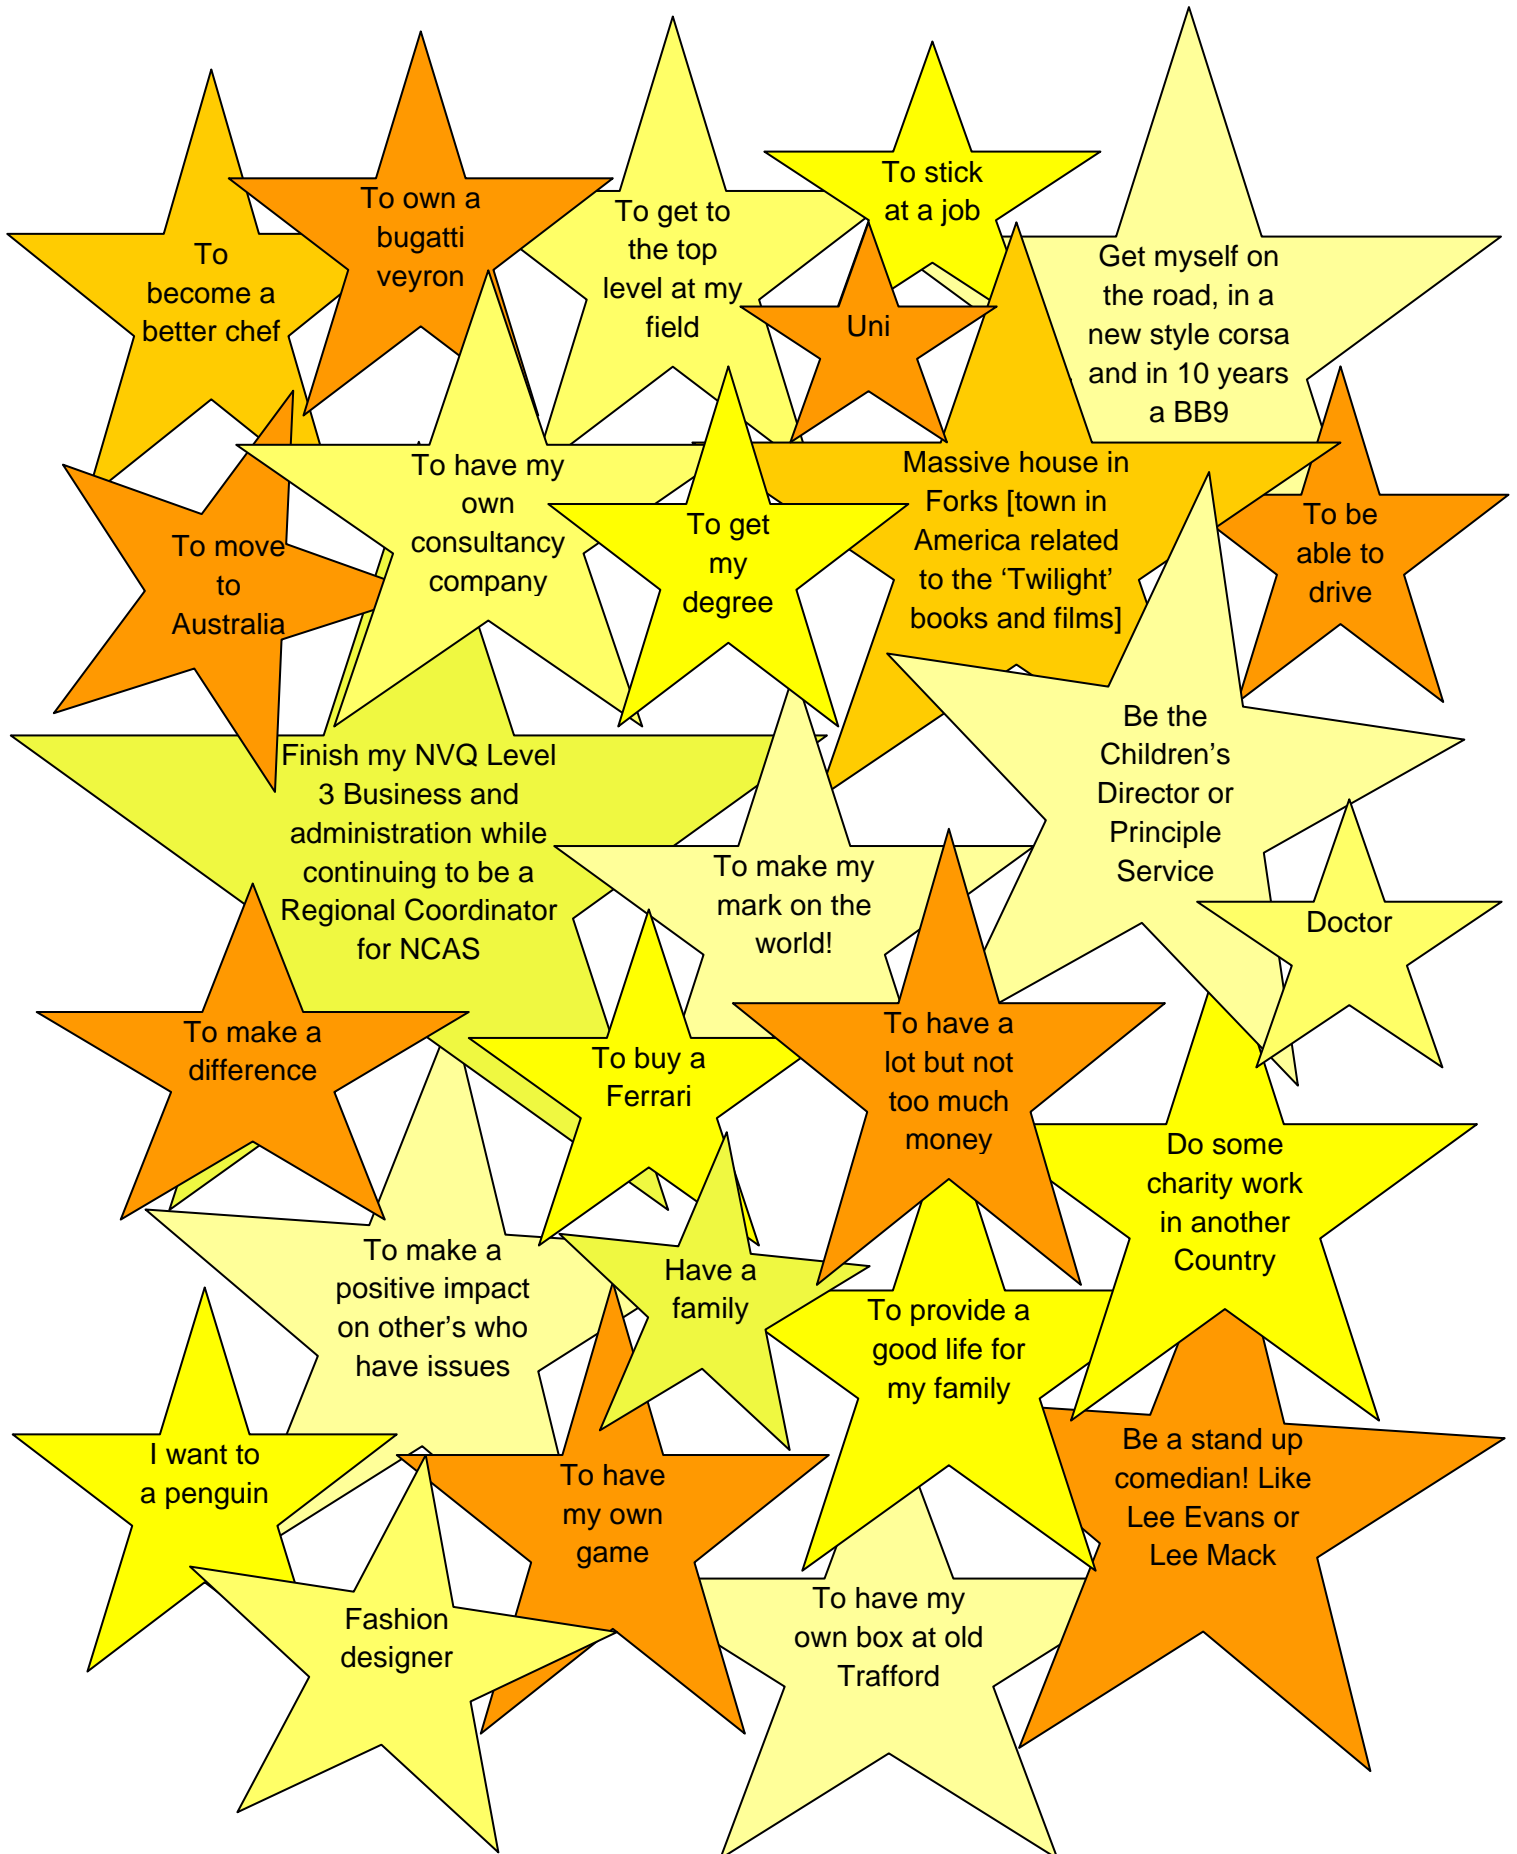 To
become a
better chef
To own a
bugatti
veyron
To get to
the top
level at my
field
To stick
at a job
Uni
Get myself on
the road, in a
new style corsa
and in 10 years
a BB9
To move
to
Australia
To have my
own
consultancy
company
To get
my
degree
Massive house in
Forks [town in
America related
to the ‘Twilight’
books and films]
To be
able to
drive
Finish my NVQ Level
3 Business and
administration while
continuing to be a
Regional Coordinator
for NCAS
To make my
mark on the
world!
Be the
Children’s
Director or
Principle
Service
Doctor
To make a
difference
To buy a
Ferrari
To have a
lot but not
too much
money
Do some
charity work
in another
Country
To make a
positive impact
on other’s who
have issues
Have a
family
To provide a
good life for
my family
I want to
a penguin
To have
my own
game
Be a stand up
comedian! Like
Lee Evans or
Lee Mack
Fashion
designer
To have my
own box at old
Trafford